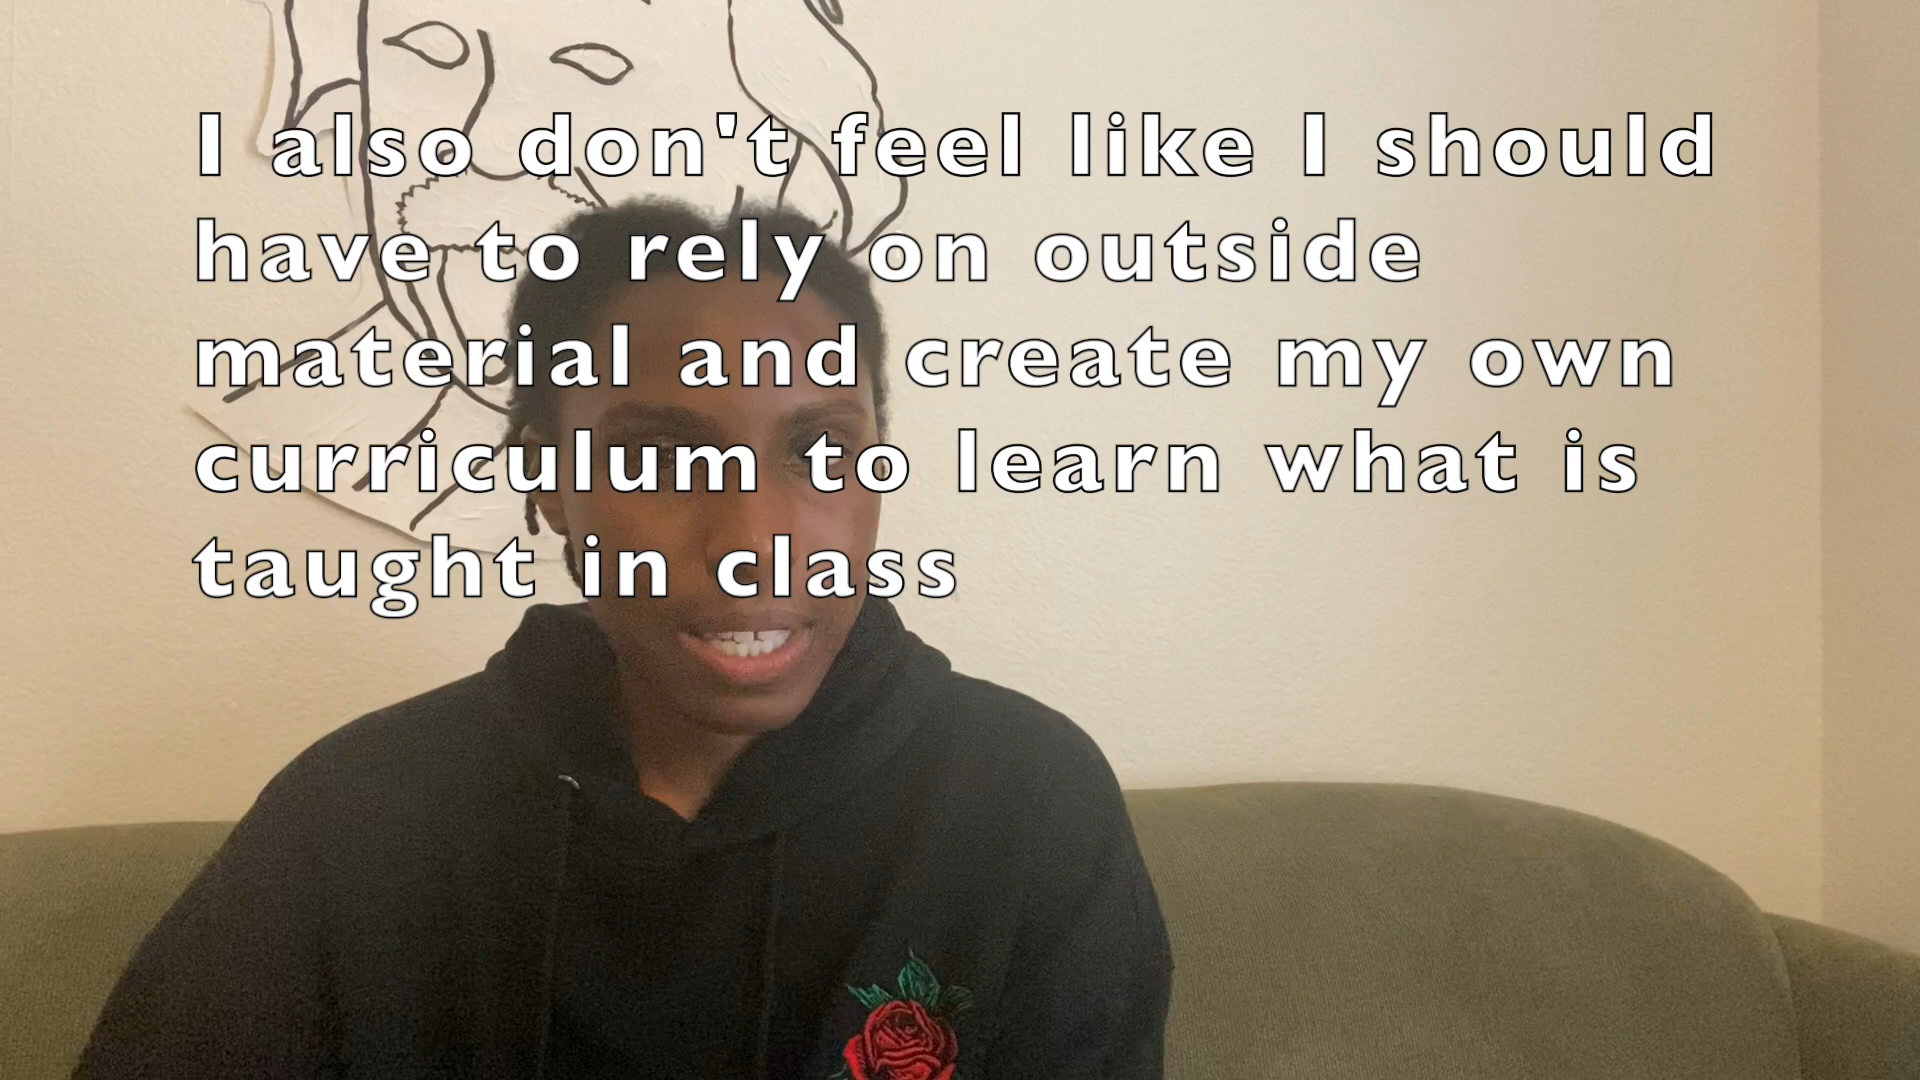 I also don't feel like I should
have to rely on outside
material and create my own
curriculum to learn what is
taught in class